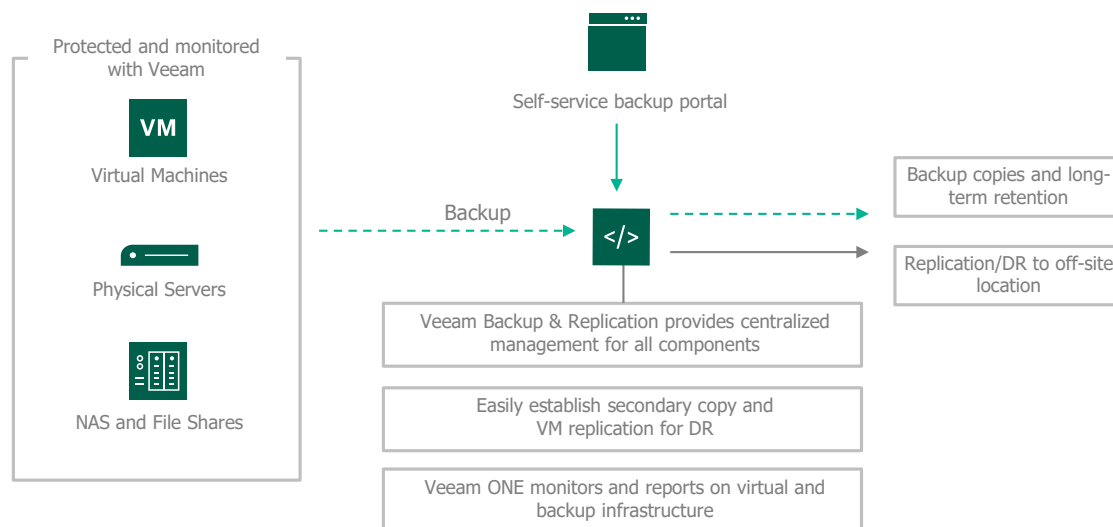 Protected and monitored
with Veeam
VM
Virtual Machines
Physical Servers
NAS and File Shares
Self-service backup portal
Backup
</>
Backup copies and long-
term retention
Replication/DR to off-site
location
Veeam Backup & Replication provides centralized
management for all components
Easily establish secondary copy and
VM replication for DR
Veeam ONE monitors and reports on virtual and
backup infrastructure